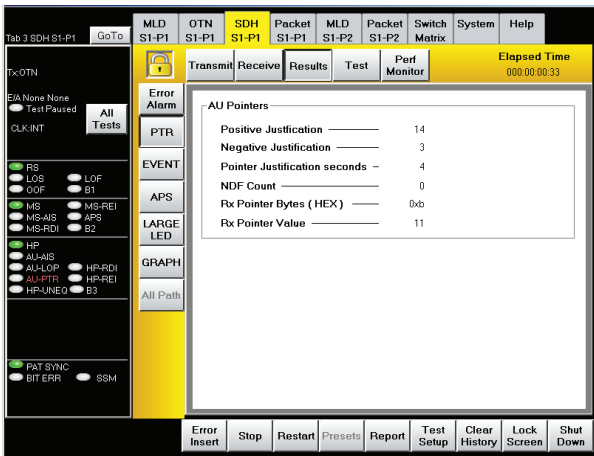 Tab 3 SDH S1-P1 GoTo
MLD S1-P1
OTN S1-P1
SDH S1-P1
Packet S1-P1
MLD S1-P2
Packet S1-P2
Switch Matrix
System
Help
Transmit Receive Results Test Perf Monitor
Elapsed Time
000:00:00:33
Tx:OTN
E/A None None
Test Paused
CLK:INT
All Tests
RS
LOS LOF
OOF B1
MS MS-REI
MS-AIS APS
MS-RDI B2
HP
AU-AIS
AU-LOP HP-RDI
AU-PTR HP-REI
HP-UNEQ B3
PAT SYNC
BIT ERR SSM
Error Alarm
PTR
EVENT
APS
LARGE LED
GRAPH
All Path
AU Pointers
Positive Justfication 14
Negative Justification 3
Pointer Justification seconds 4
NDF Count 0
Rx Pointer Bytes ( HEX ) 0xb
Rx Pointer Value 11
Error Insert
Stop
Restart
Presets
Report
Test Setup
Clear History
Lock Screen
Shut Down